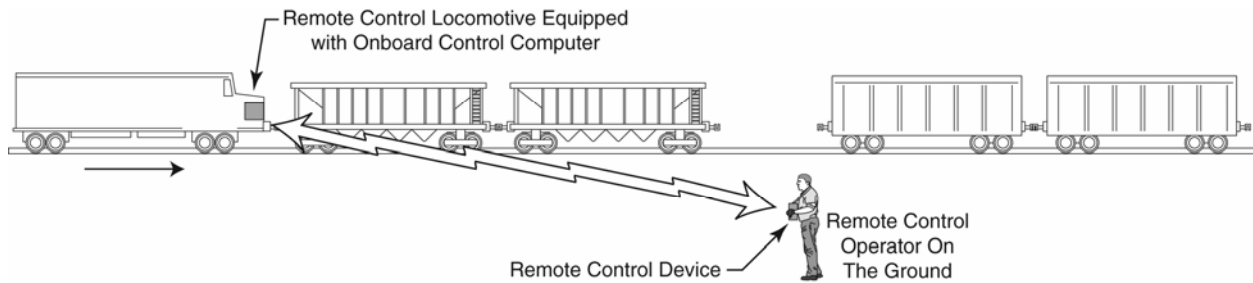 Remote Control Locomotive Equipped
with Onboard Control Computer
Remote Control
Operator On
The Ground
Remote Control Device